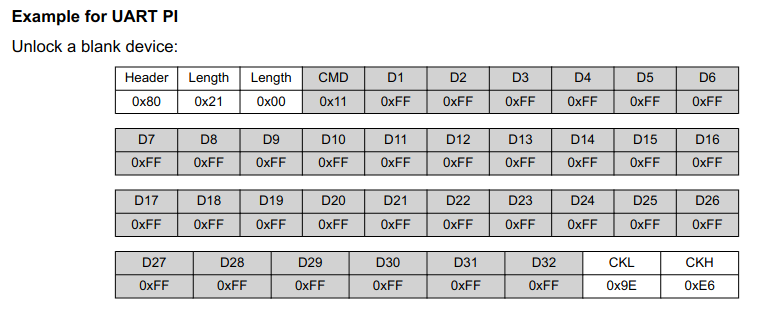 Example for UART PI
Unlock a blank device:
Header Length Length CMD D1 D2 D3 D4 D5 D6
0x80 0x21 0x00 0x11 0xFF 0xFF 0xFF 0xFF 0xFF 0xFF
D7 D8 D9 D10 D11 D12 D13 D14 D15 D16
0xFF 0xFF 0xFF 0xFF 0xFF 0xFF 0xFF 0xFF 0xFF 0xFF
D17 D18 D19 D20 D21 D22 D23 D24 D25 D26
0xFF 0xFF 0xFF 0xFF 0xFF 0xFF 0xFF 0xFF 0xFF 0xFF
D27 D28 D29 D30 D31 D32 CKL CKH
0xFF 0xFF 0xFF 0xFF 0xFF 0xFF 0x9E 0xE6